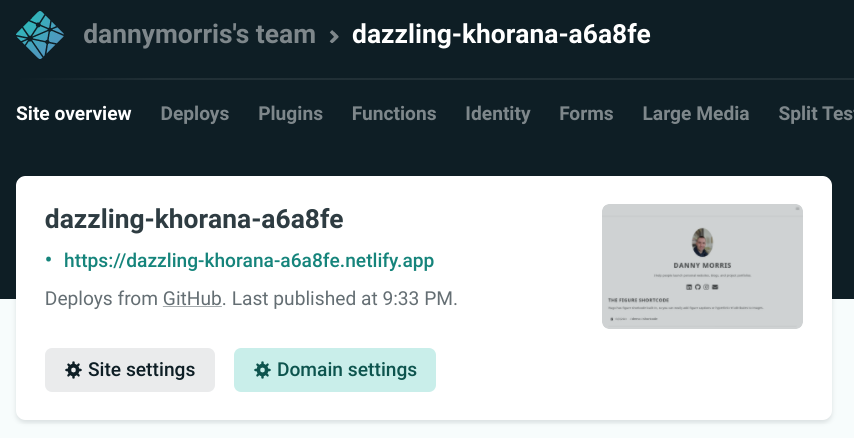 dannymorris's team > dazzling-khorana-a6a8fe
Site overview Deploys Plugins Functions Identity Forms Large Media Split Tes
dazzling-khorana-a6a8fe
• https://dazzling-khorana-a6a8fe.netlify.app
Deploys from GitHub. Last published at 9:33 PM.
Site settings Domain settings
DANNY MORRIS
THE FIGURE SHORTCODE